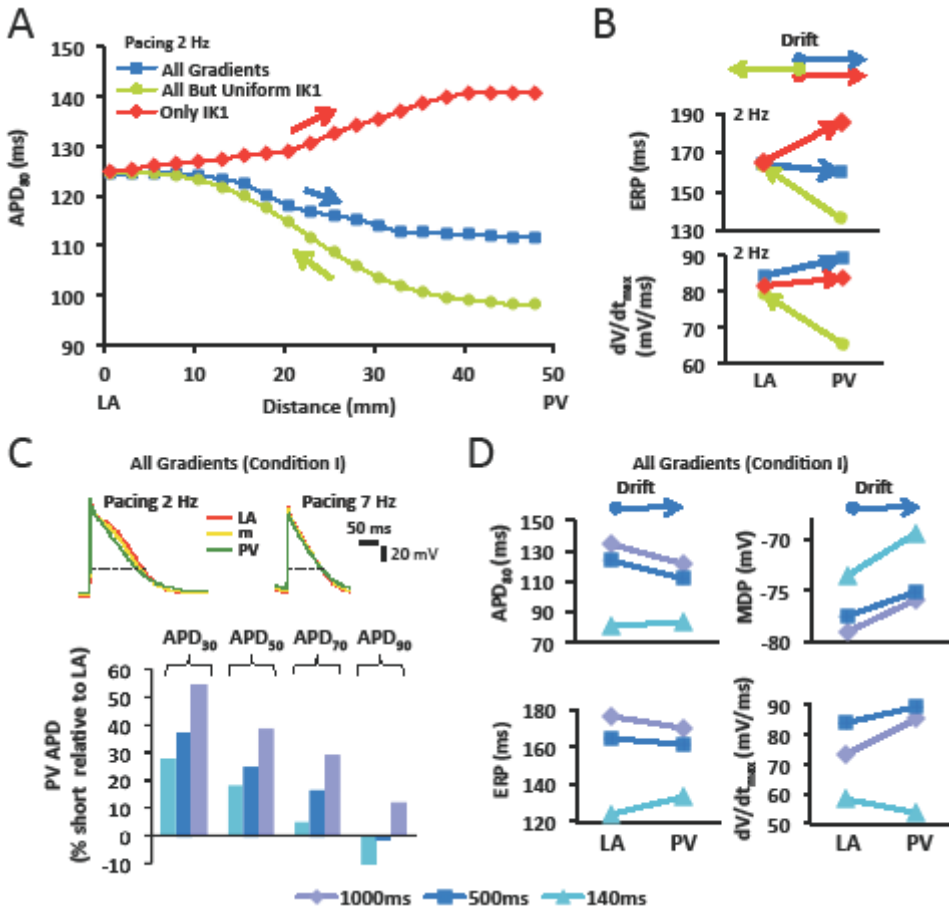 A
Pacing 2 Hz
All Gradients
All But Uniform IK1
Only IK1
APD80 (ms)
150
140
130
120
110
100
90
0 10 20 30 40 50
LA Distance (mm) PV
B
Drift
2 Hz
ERP (ms)
190
170
150
130
2 Hz
dV/dtmax (mV/ms)
90
80
70
60
LA PV
C
All Gradients (Condition I)
Pacing 2 Hz Pacing 7 Hz
LA
m
PV
50 ms
20 mV
APD30 APD50 APD70 APD90
PV APD
(% short relative to LA)
60
50
40
30
20
10
0
-10
D
All Gradients (Condition I)
Drift Drift
APD80 (ms)
150
130
110
90
70
MDP (mV)
-70
-75
-80
ERP (ms)
180
160
140
120
LA PV
dV/dtmax (mV/ms)
90
80
70
60
50
LA PV
1000ms 500ms 140ms